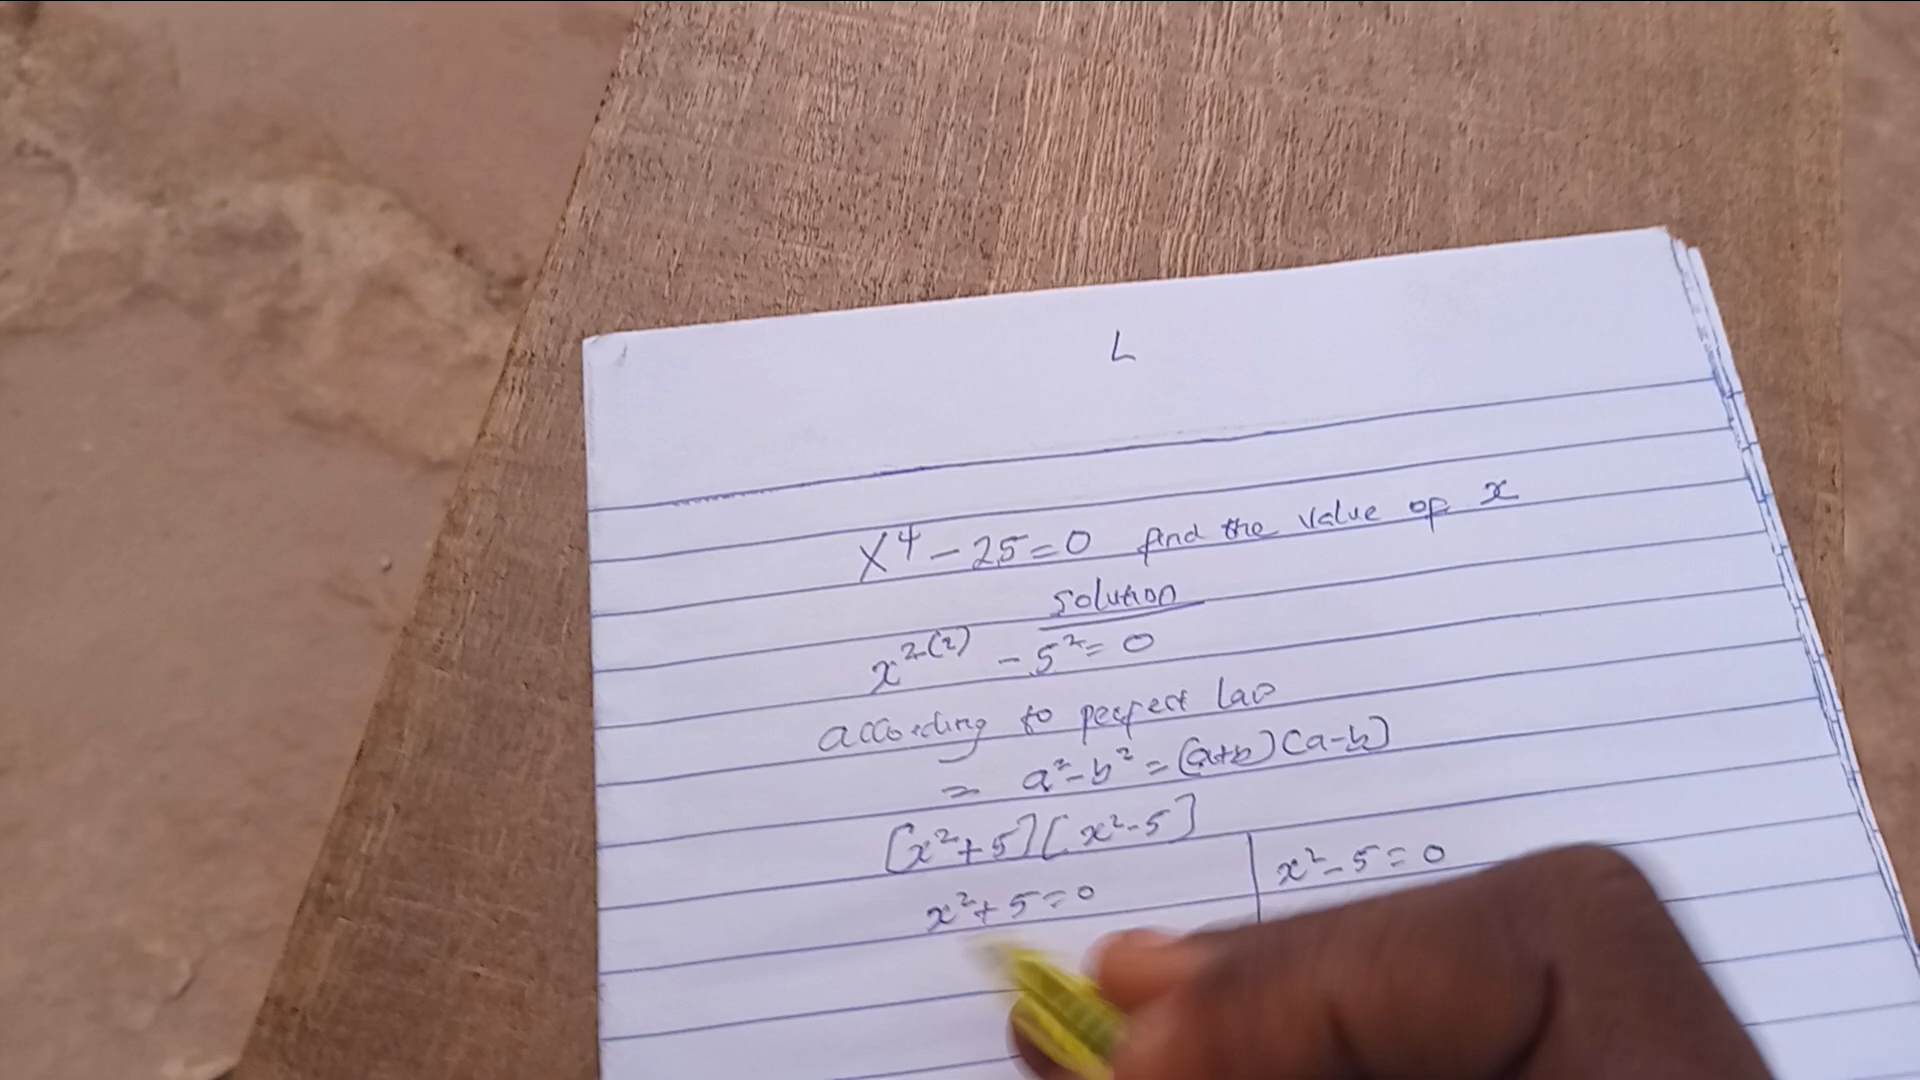 L
X⁴ - 25 = 0 find the value of x
solution
x²⁽²⁾ - 5² = 0
according to perfect law
= a² - b² = (a+b)(a-b)
[x² + 5][x² - 5]
x² + 5 = 0 | x² - 5 = 0